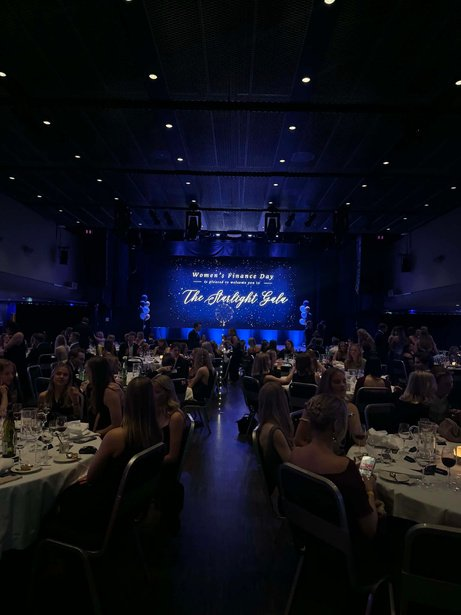 Women's Finance Day
is pleased to welcome you to
The Starlight Gala